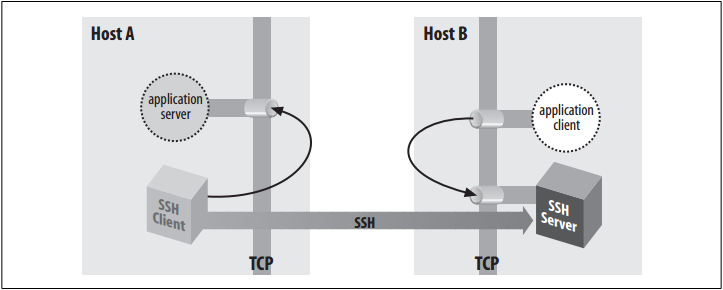 Host A
Host B
application
server
application
client
SSH
Client
SSH
SSH
Server
TCP
TCP